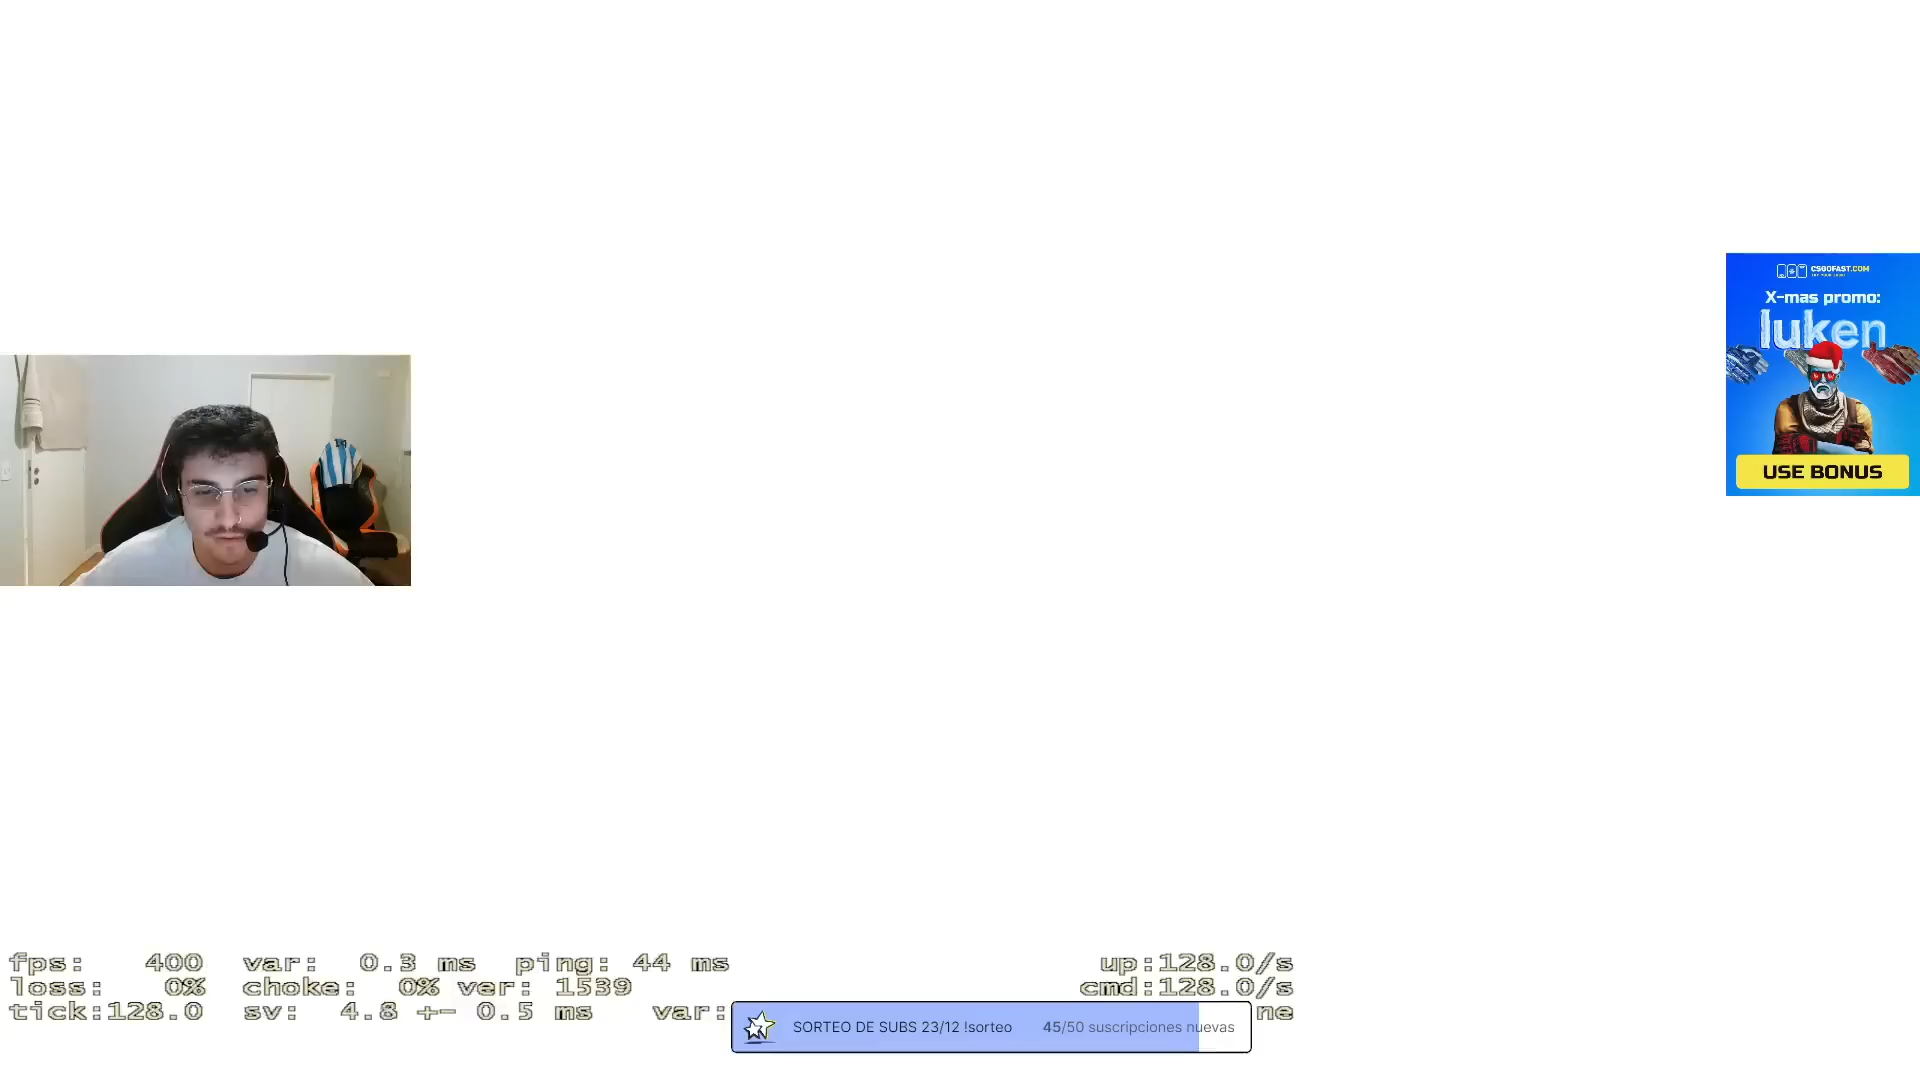 CSGOFAST.COM
X-mas promo:
luken
USE BONUS
fps: 400 var: 0.3 ms ping: 44 ms up:128.0/s
loss: 0% choke: 0% ver: 1539 cmd:128.0/s
tick:128.0 sv: 4.8 +- 0.5 ms var: ne
SORTEO DE SUBS 23/12 !sorteo 45/50 suscripciones nuevas